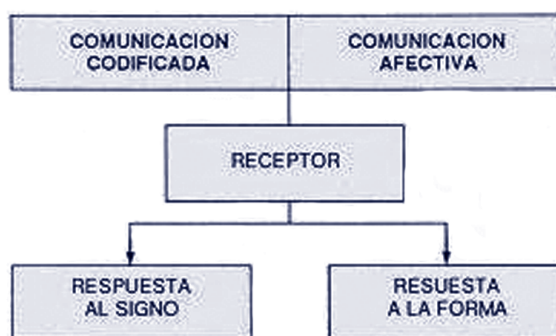 COMUNICACION
CODIFICADA
COMUNICACION
AFECTIVA
RECEPTOR
RESPUESTA
AL SIGNO
RESUESTA
A LA FORMA